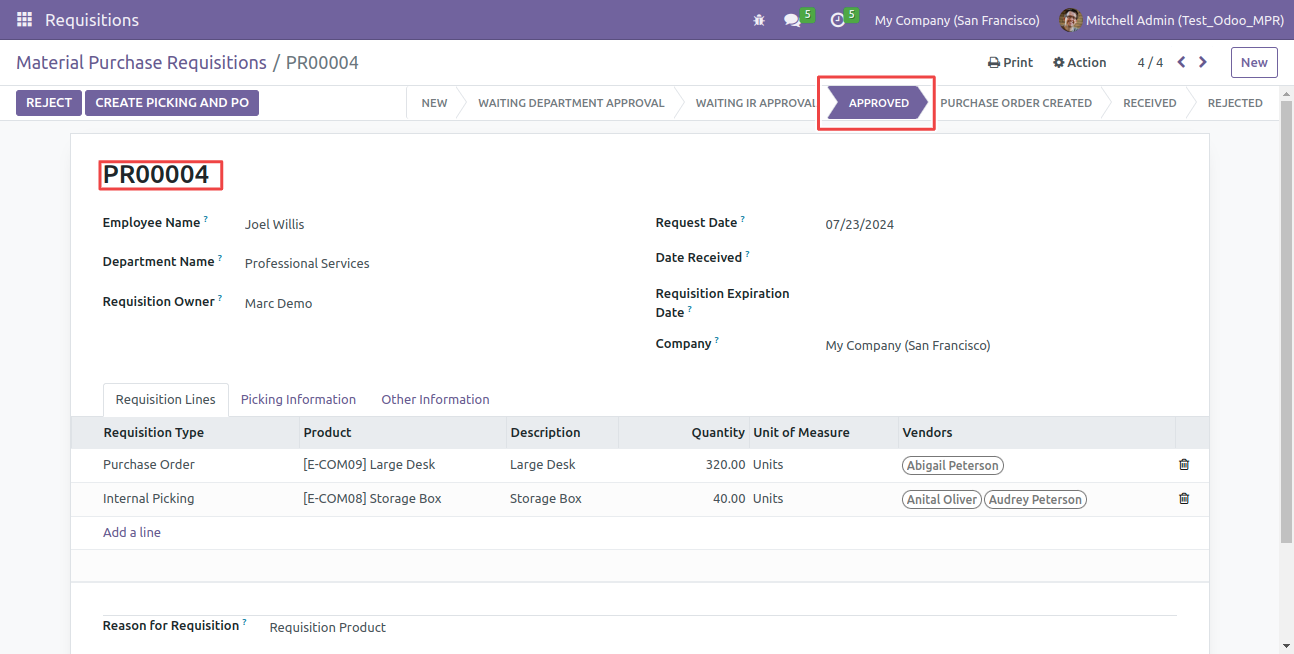 Requisitions 5 5 My Company (San Francisco) Mitchell Admin (Test_Odoo_MPR)
Material Purchase Requisitions / PR00004 Print Action 4 / 4 New
REJECT CREATE PICKING AND PO NEW WAITING DEPARTMENT APPROVAL WAITING IR APPROVAL APPROVED PURCHASE ORDER CREATED RECEIVED REJECTED
PR00004
Employee Name ? Joel Willis Request Date ? 07/23/2024
Department Name ? Professional Services Date Received ?
Requisition Owner ? Marc Demo Requisition Expiration
Date ?
Company ? My Company (San Francisco)
Requisition Lines Picking Information Other Information
Requisition Type Product Description Quantity Unit of Measure Vendors
Purchase Order [E-COM09] Large Desk Large Desk 320.00 Units Abigail Peterson
Internal Picking [E-COM08] Storage Box Storage Box 40.00 Units Anital Oliver Audrey Peterson
Add a line
Reason for Requisition ? Requisition Product